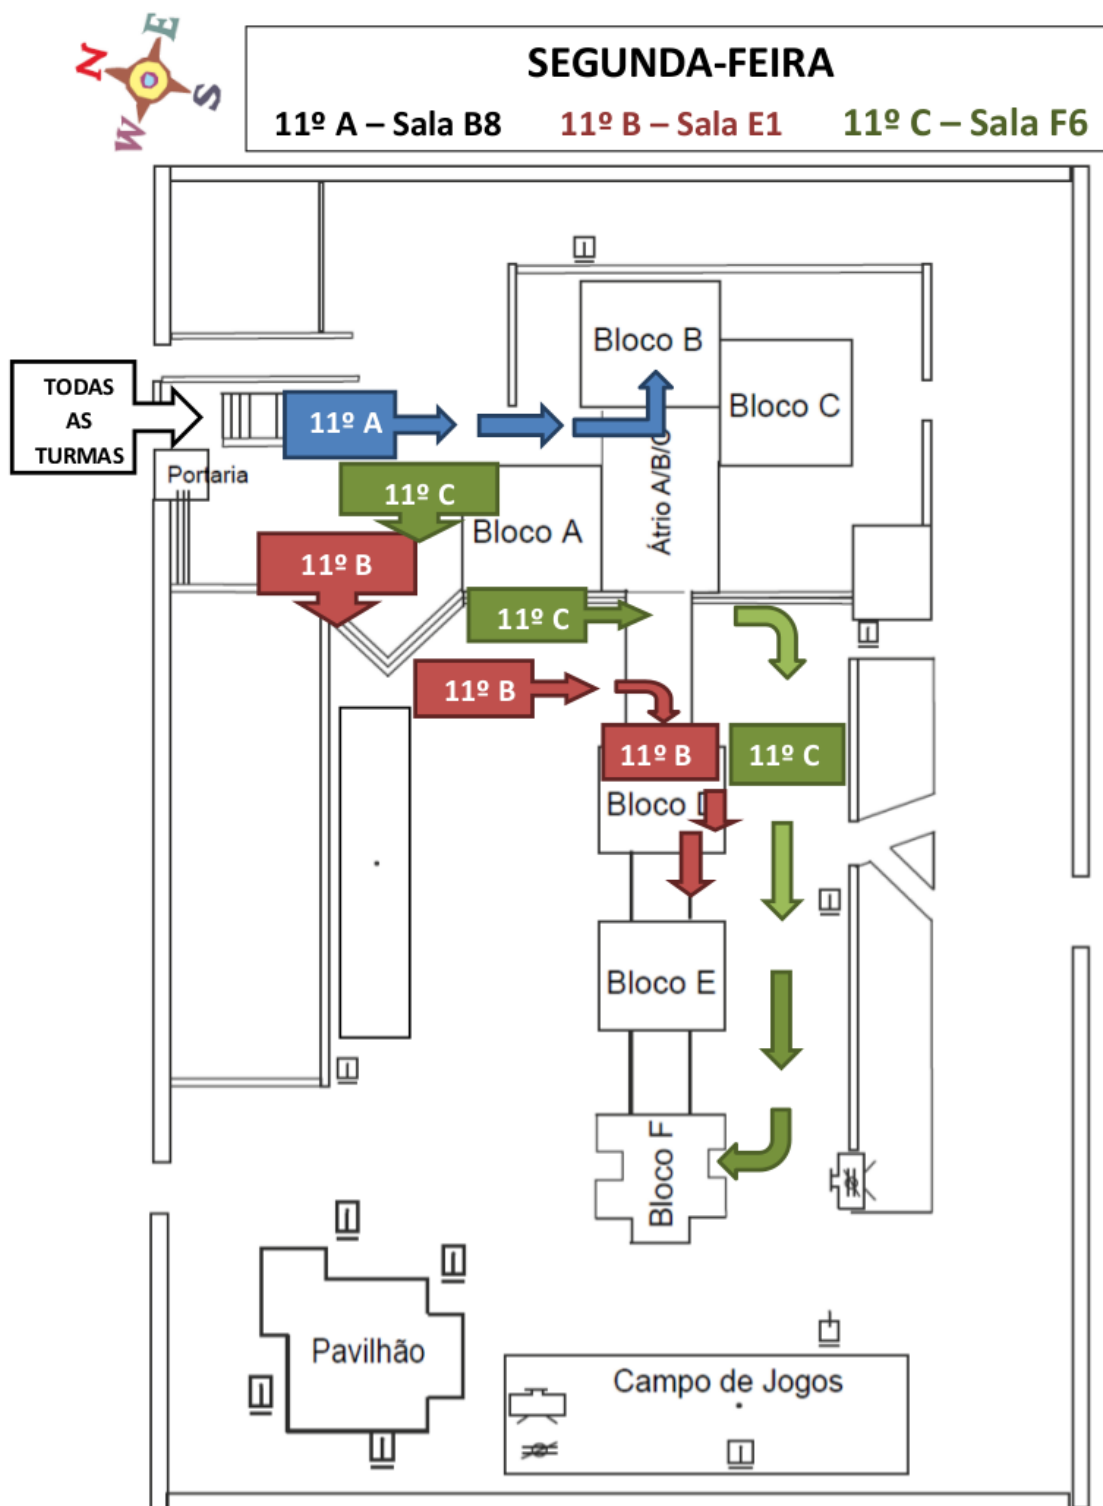 N
E
S
W
SEGUNDA-FEIRA
11º A – Sala B8 11º B – Sala E1 11º C – Sala F6
TODAS
AS
TURMAS
Portaria
11º A
Bloco B
Bloco C
Átrio A/B/C
11º C
Bloco A
11º B
11º C
11º B
11º B
11º C
Bloco D
Bloco E
Bloco F
Pavilhão
Campo de Jogos